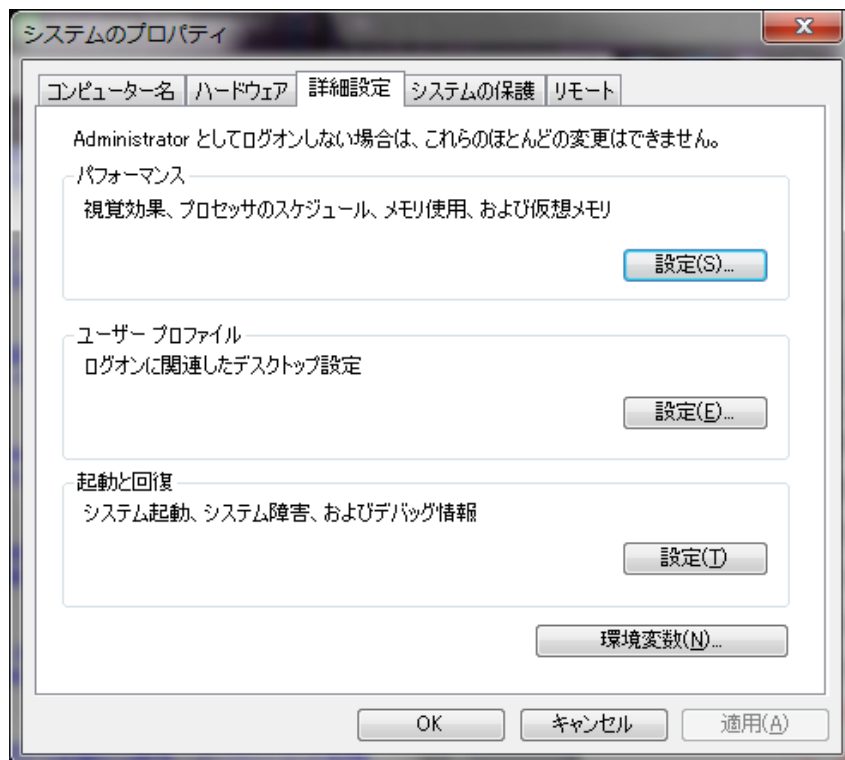 システムのプロパティ
コンピューター名 ハードウェア 詳細設定 システムの保護 リモート
Administrator としてログオンしない場合は、これらのほとんどの変更はできません。
パフォーマンス
視覚効果、プロセッサのスケジュール、メモリ使用、および仮想メモリ
設定(S)...
ユーザー プロファイル
ログオンに関連したデスクトップ設定
設定(E)...
起動と回復
システム起動、システム障害、およびデバッグ情報
設定(T)
環境変数(N)...
OK キャンセル 適用(A)